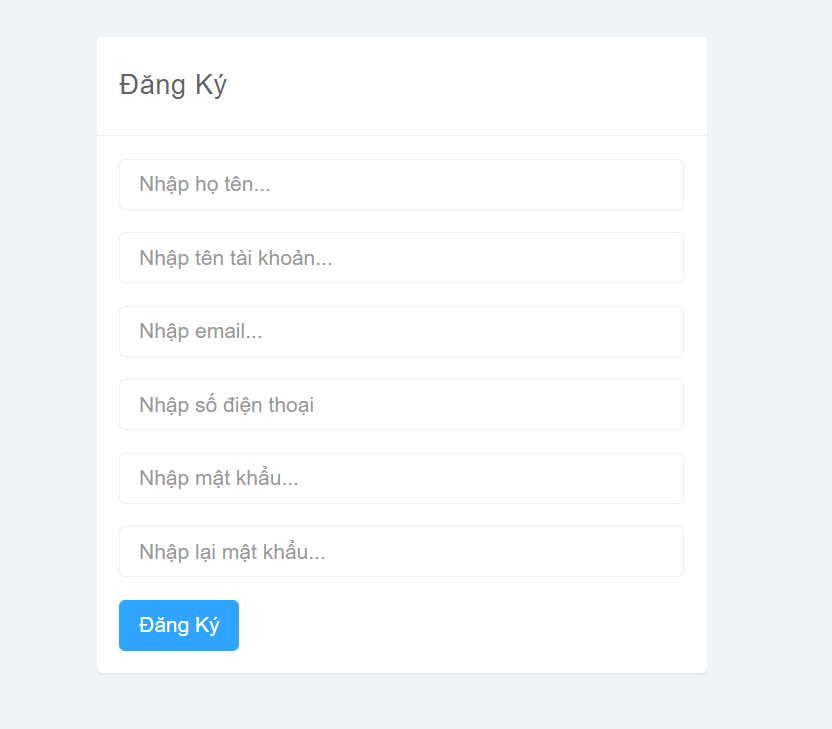 Đăng Ký
Nhập họ tên...
Nhập tên tài khoản...
Nhập email...
Nhập số điện thoại
Nhập mật khẩu...
Nhập lại mật khẩu...
Đăng Ký